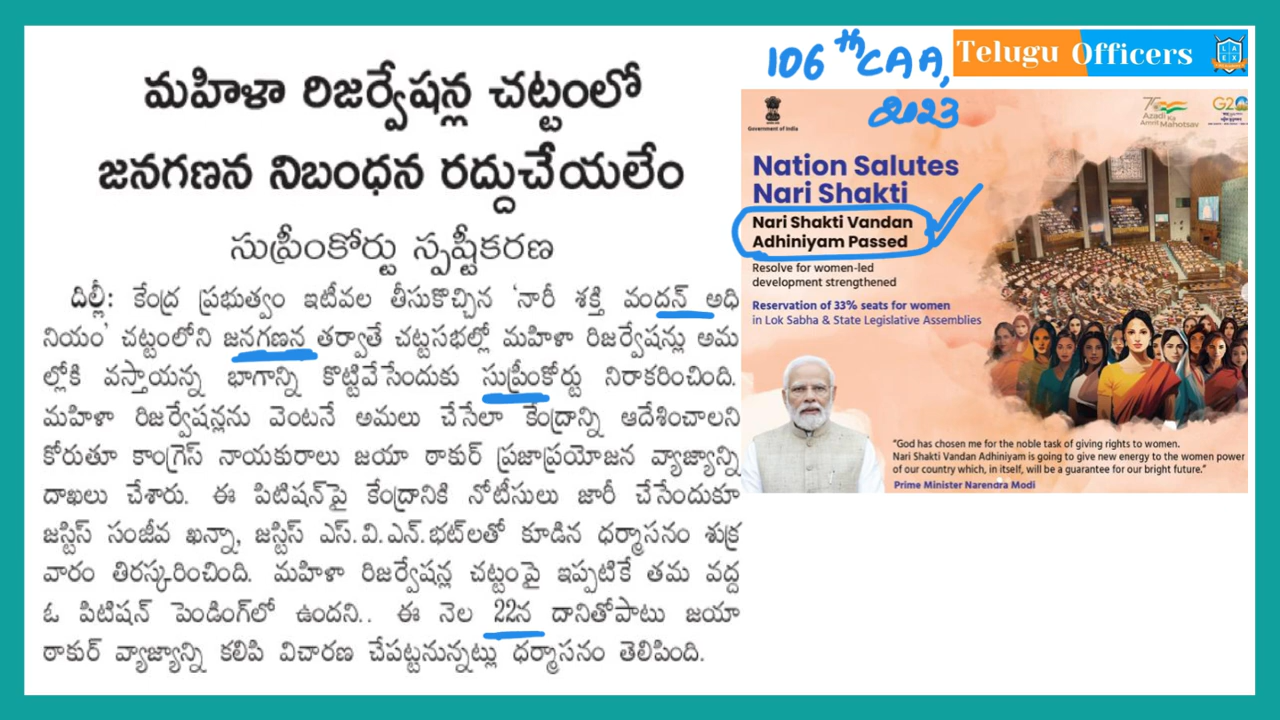 మహిళా రిజర్వేషన్ల చట్టంలో
జనగణన నిబంధన రద్దుచేయలేం
సుప్రీంకోర్టు స్పష్టీకరణ
దిల్లీ: కేంద్ర ప్రభుత్వం ఇటీవల తీసుకొచ్చిన ‘నారీ శక్తి వందన్ అధి
నియం’ చట్టంలోని జనగణన తర్వాతే చట్టసభల్లో మహిళా రిజర్వేషన్లు అమ
ల్లోకి వస్తాయన్న భాగాన్ని కొట్టివేసేందుకు సుప్రీంకోర్టు నిరాకరించింది.
మహిళా రిజర్వేషన్లను వెంటనే అమలు చేసేలా కేంద్రాన్ని ఆదేశించాలని
కోరుతూ కాంగ్రెస్ నాయకురాలు జయా ఠాకుర్ ప్రజాప్రయోజన వ్యాజ్యాన్ని
దాఖలు చేశారు. ఈ పిటిషన్‌పై కేంద్రానికి నోటీసులు జారీ చేసేందుకూ
జస్టిస్ సంజీవ ఖన్నా, జస్టిస్ ఎస్.వి.ఎన్.భట్‌లతో కూడిన ధర్మాసనం శుక్ర
వారం తిరస్కరించింది. మహిళా రిజర్వేషన్ల చట్టంపై ఇప్పటికే తమ వద్ద
ఓ పిటిషన్ పెండింగ్‌లో ఉందని.. ఈ నెల 22న దానితోపాటు జయా
ఠాకుర్ వ్యాజ్యాన్ని కలిపి విచారణ చేపట్టనున్నట్లు ధర్మాసనం తెలిపింది.
106th CAA,
2023
Telugu Officers
Government of India
Azadi Ka
Amrit Mahotsav
G20
Nation Salutes
Nari Shakti
Nari Shakti Vandan
Adhiniyam Passed
Resolve for women-led
development strengthened
Reservation of 33% seats for women
in Lok Sabha & State Legislative Assemblies
“God has chosen me for the noble task of giving rights to women.
Nari Shakti Vandan Adhiniyam is going to give new energy to the women power
of our country which, in itself, will be a guarantee for our bright future.”
Prime Minister Narendra Modi